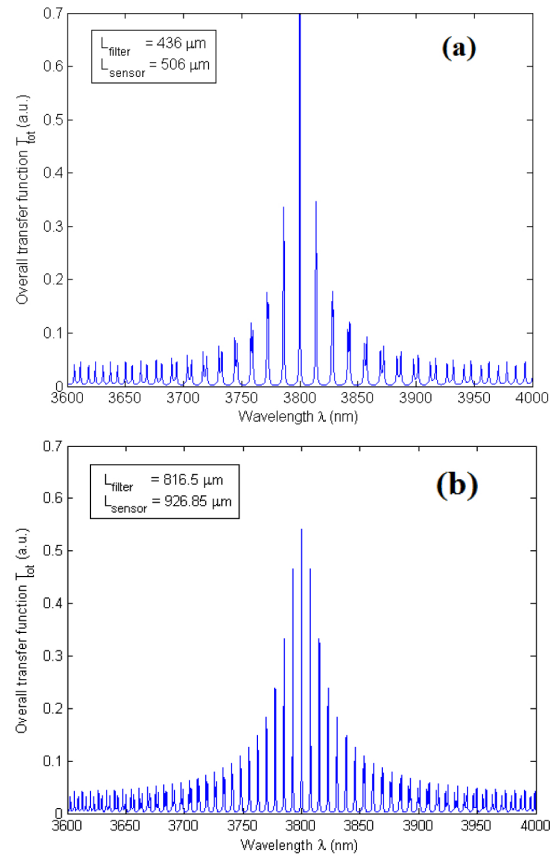 0.7
L_filter = 436 μm
L_sensor = 506 μm
(a)
0.6
0.5
0.4
0.3
0.2
0.1
0
Overall transfer function T_tot (a.u.)
3600 3650 3700 3750 3800 3850 3900 3950 4000
Wavelength λ (nm)
0.7
L_filter = 816.5 μm
L_sensor = 926.85 μm
(b)
0.6
0.5
0.4
0.3
0.2
0.1
0
Overall transfer function T_tot (a.u.)
3600 3650 3700 3750 3800 3850 3900 3950 4000
Wavelength λ (nm)